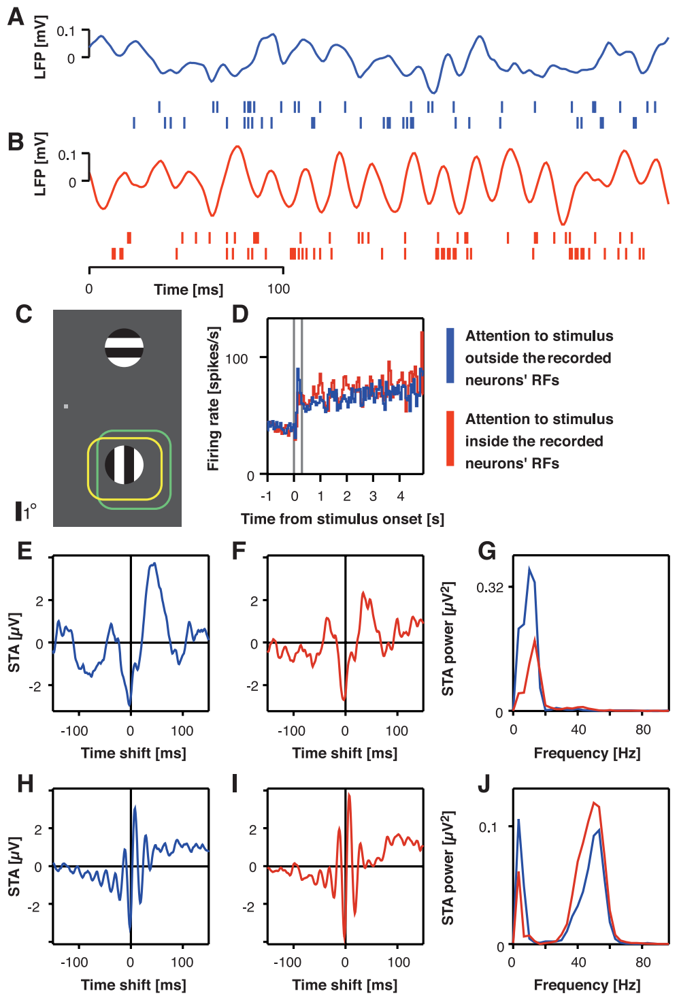 A
LFP [mV]
0.1
0
B
LFP [mV]
0.1
0
0
Time [ms]
100
C
1°
D
Firing rate [spikes/s]
100
0
-1 0 1 2 3 4
Time from stimulus onset [s]
Attention to stimulus
outside the recorded
neurons' RFs
Attention to stimulus
inside the recorded
neurons' RFs
E
STA [µV]
2
0
-2
-100 0 100
Time shift [ms]
F
2
0
-2
-100 0 100
Time shift [ms]
G
STA power [µV²]
0.32
0
0 40 80
Frequency [Hz]
H
STA [µV]
2
0
-2
-100 0 100
Time shift [ms]
I
2
0
-2
-100 0 100
Time shift [ms]
J
STA power [µV²]
0.1
0
0 40 80
Frequency [Hz]